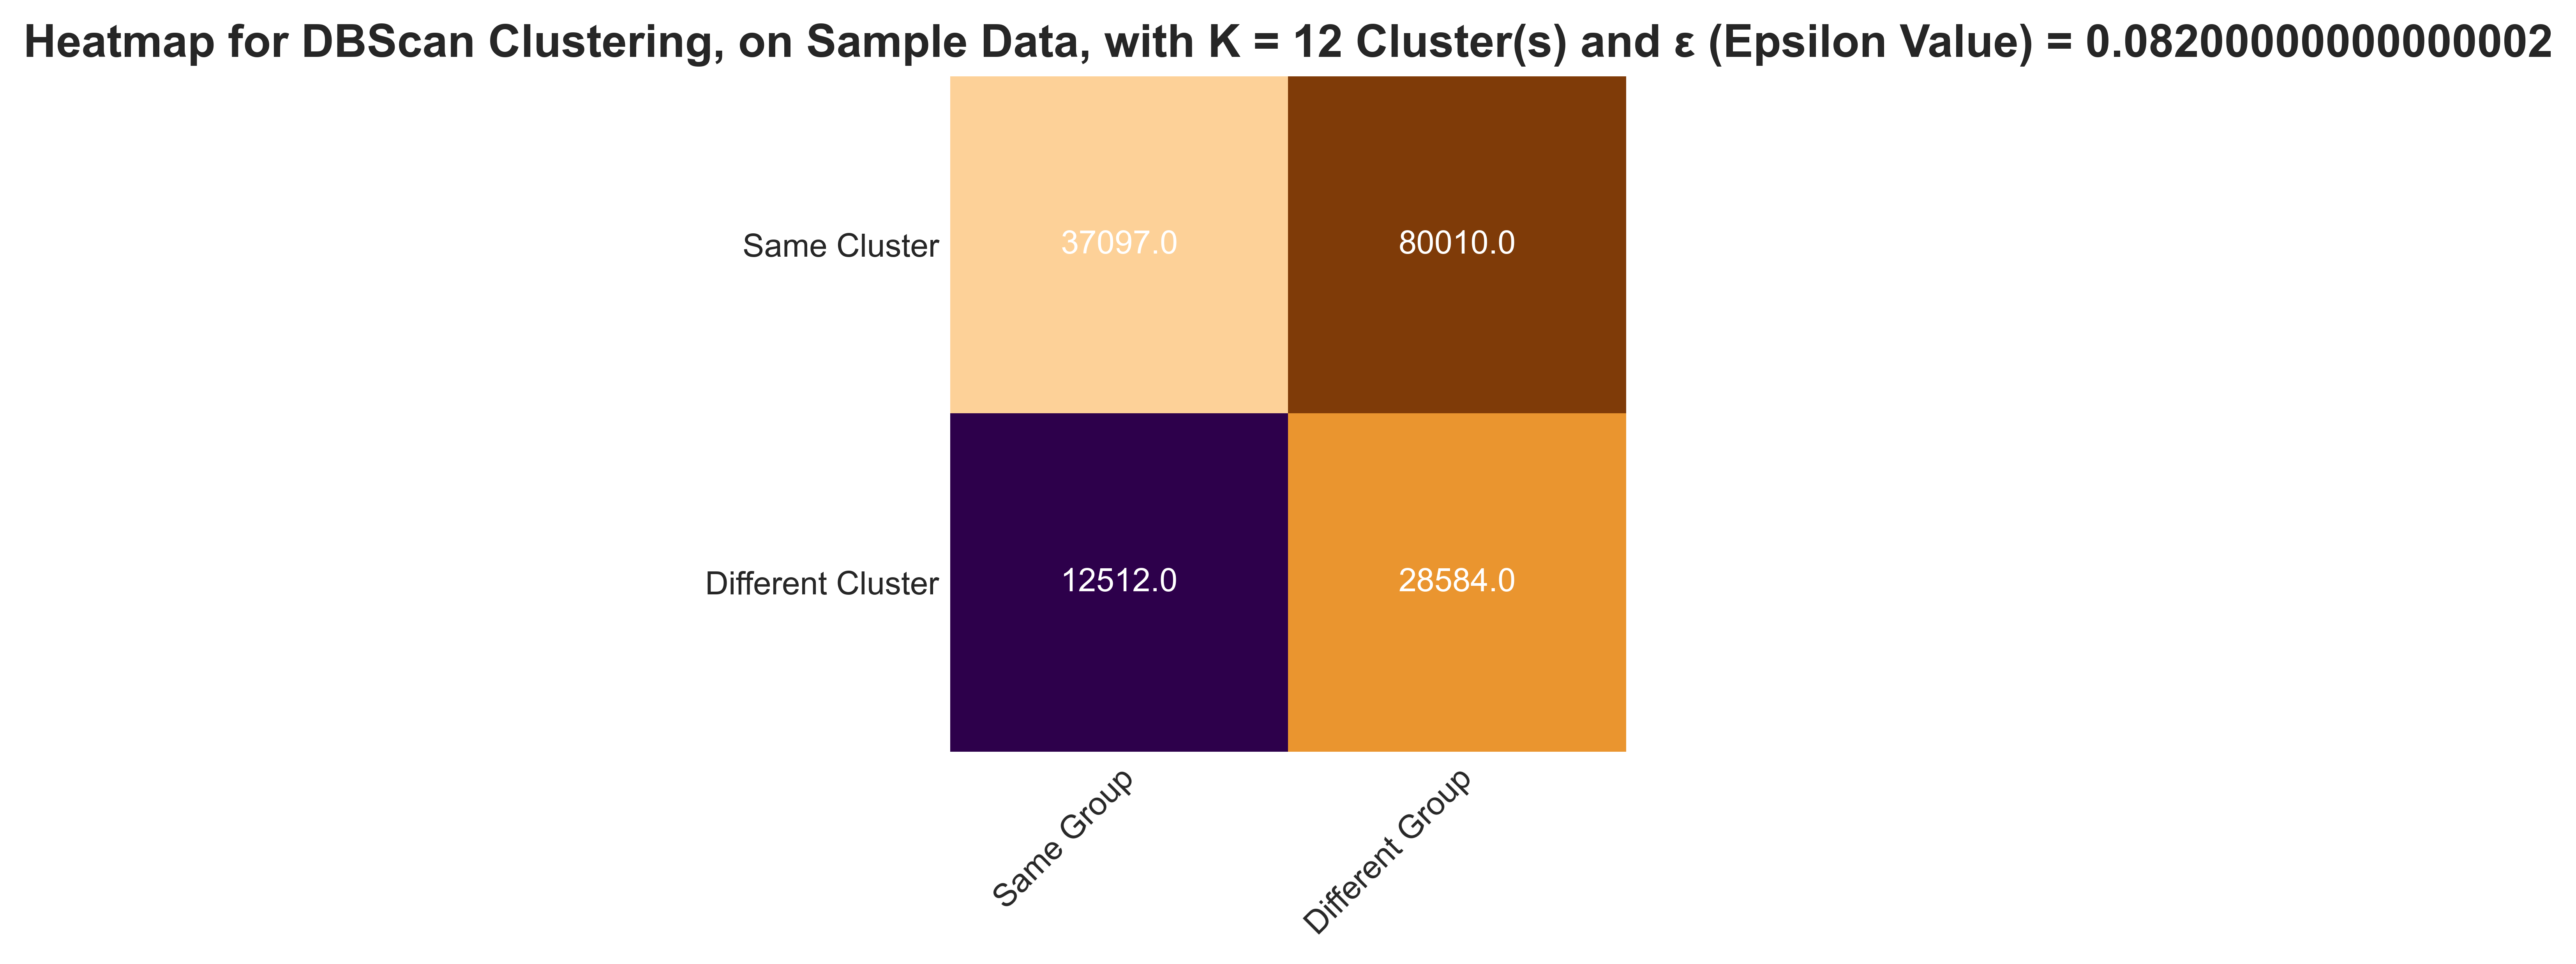 Heatmap for DBScan Clustering, on Sample Data, with K = 12 Cluster(s) and ε (Epsilon Value) = 0.08200000000000002
Same Cluster
37097.0
80010.0
Different Cluster
12512.0
28584.0
Same Group
Different Group